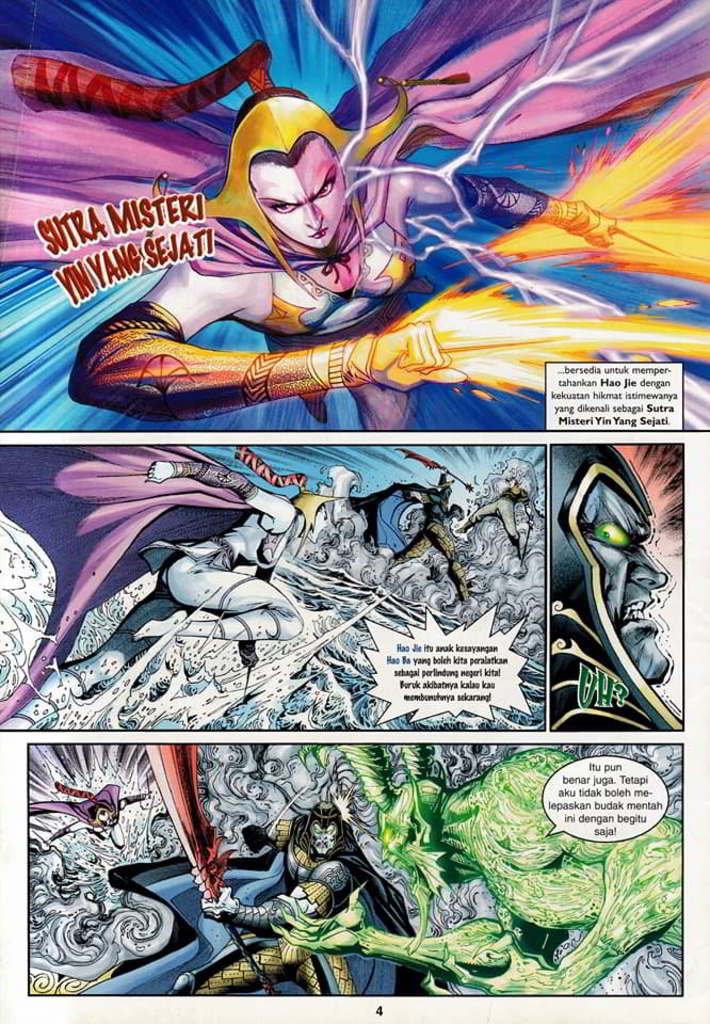 SUTRA MISTERI
YIN YANG SEJATI
...bersedia untuk memper-
tahankan Hao Jie dengan
kekuatan hikmat istimewanya
yang dikenali sebagai Sutra
Misteri Yin Yang Sejati.
Hao Jie itu anak kesayangan
Hao Ba yang boleh kita peralatkan
sebagai perlindung negeri kita!
Buruk akibatnya kalau kau
membunuhnya sekarang!
UH?
Itu pun
benar juga. Tetapi
aku tidak boleh me-
lepaskan budak mentah
ini dengan begitu
saja!
4